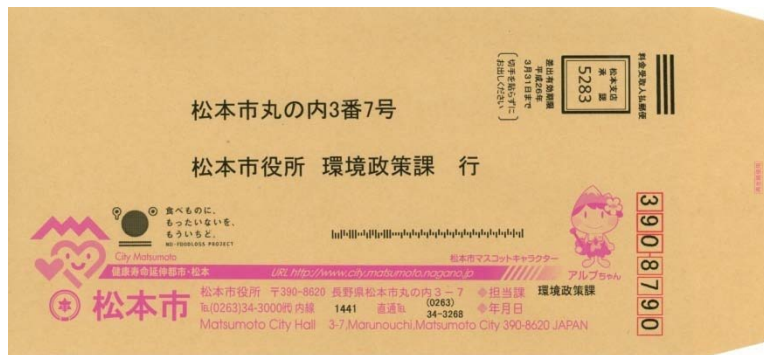 料金受取人払郵便
松本支店
承認
5283
差出有効期限
平成26年
3月31日まで
切手を貼らずに
お出しください
松本市丸の内3番7号
松本市役所 環境政策課 行
食べものに、
もったいないを、
もういちど。
NO-FOODLOSS PROJECT
3908790
City Matsumoto
松本市マスコットキャラクター
健康寿命延伸都市・松本
URL http://www.city.matsumoto.nagano.jp
アルプちゃん
松本市
松本市役所 〒390-8620 長野県松本市丸の内3-7 ◆担当課 環境政策課
℡(0263)34-3000㈹ 内線 1441 直通℡ (0263)34-3268 ◆年月日
Matsumoto City Hall 3-7,Marunouchi,Matsumoto City 390-8620 JAPAN